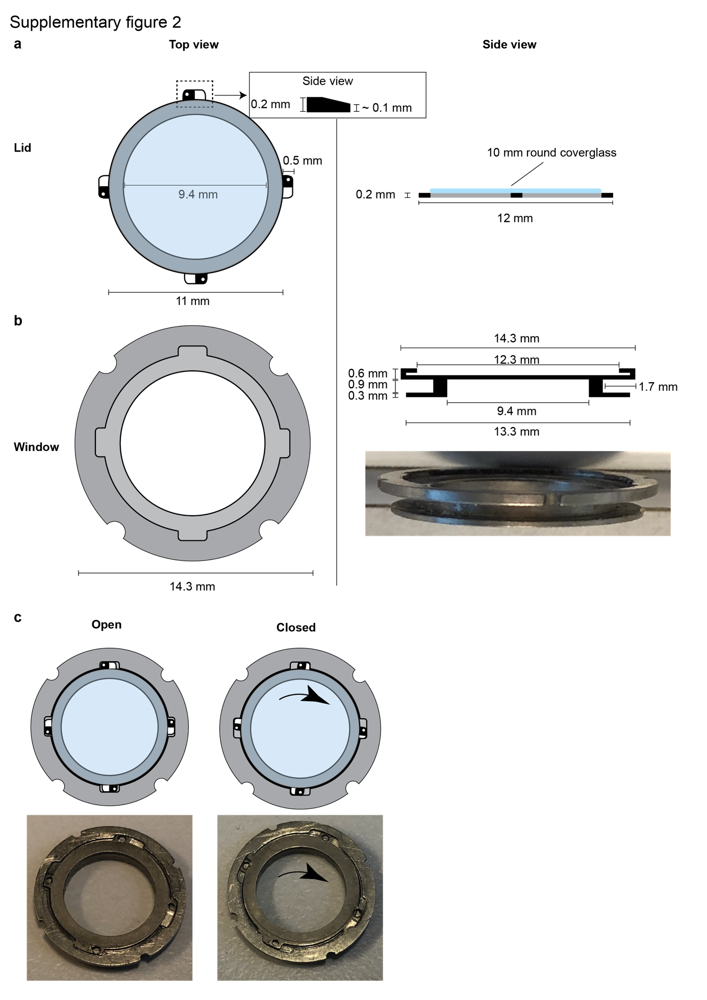 Supplementary figure 2
a
Top view
Side view
Side view
0.2 mm
~ 0.1 mm
Lid
0.5 mm
9.4 mm
11 mm
10 mm round coverglass
0.2 mm
12 mm
b
Window
14.3 mm
14.3 mm
12.3 mm
0.6 mm
0.9 mm
0.3 mm
1.7 mm
9.4 mm
13.3 mm
c
Open
Closed